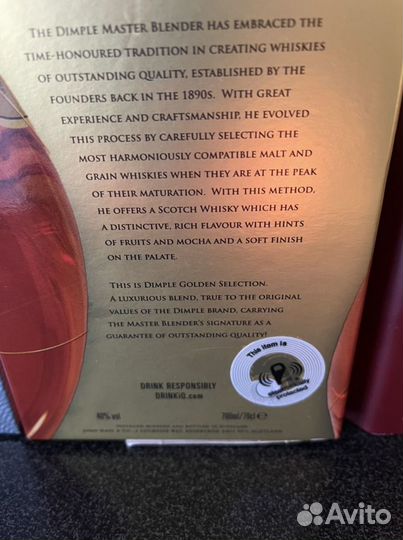 THE DIMPLE MASTER BLENDER HAS EMBRACED THE
TIME-HONOURED TRADITION IN CREATING WHISKIES
OF OUTSTANDING QUALITY, ESTABLISHED BY THE
FOUNDERS BACK IN THE 1890s. WITH GREAT
EXPERIENCE AND CRAFTSMANSHIP, HE EVOLVED
THIS PROCESS BY CAREFULLY SELECTING THE
MOST HARMONIOUSLY COMPATIBLE MALT AND
GRAIN WHISKIES WHEN THEY ARE AT THE PEAK
OF THEIR MATURATION. WITH THIS METHOD,
HE OFFERS A SCOTCH WHISKY WHICH HAS
A DISTINCTIVE, RICH FLAVOUR WITH HINTS
OF FRUITS AND MOCHA AND A SOFT FINISH
ON THE PALATE.
THIS IS DIMPLE GOLDEN SELECTION.
A LUXURIOUS BLEND, TRUE TO THE ORIGINAL
VALUES OF THE DIMPLE BRAND, CARRYING
THE MASTER BLENDER'S SIGNATURE AS A
GUARANTEE OF OUTSTANDING QUALITY!
This item is
electronically
protected
DRINK RESPONSIBLY
DRINKiQ.com
40% vol
700ml/70cl e
Avito